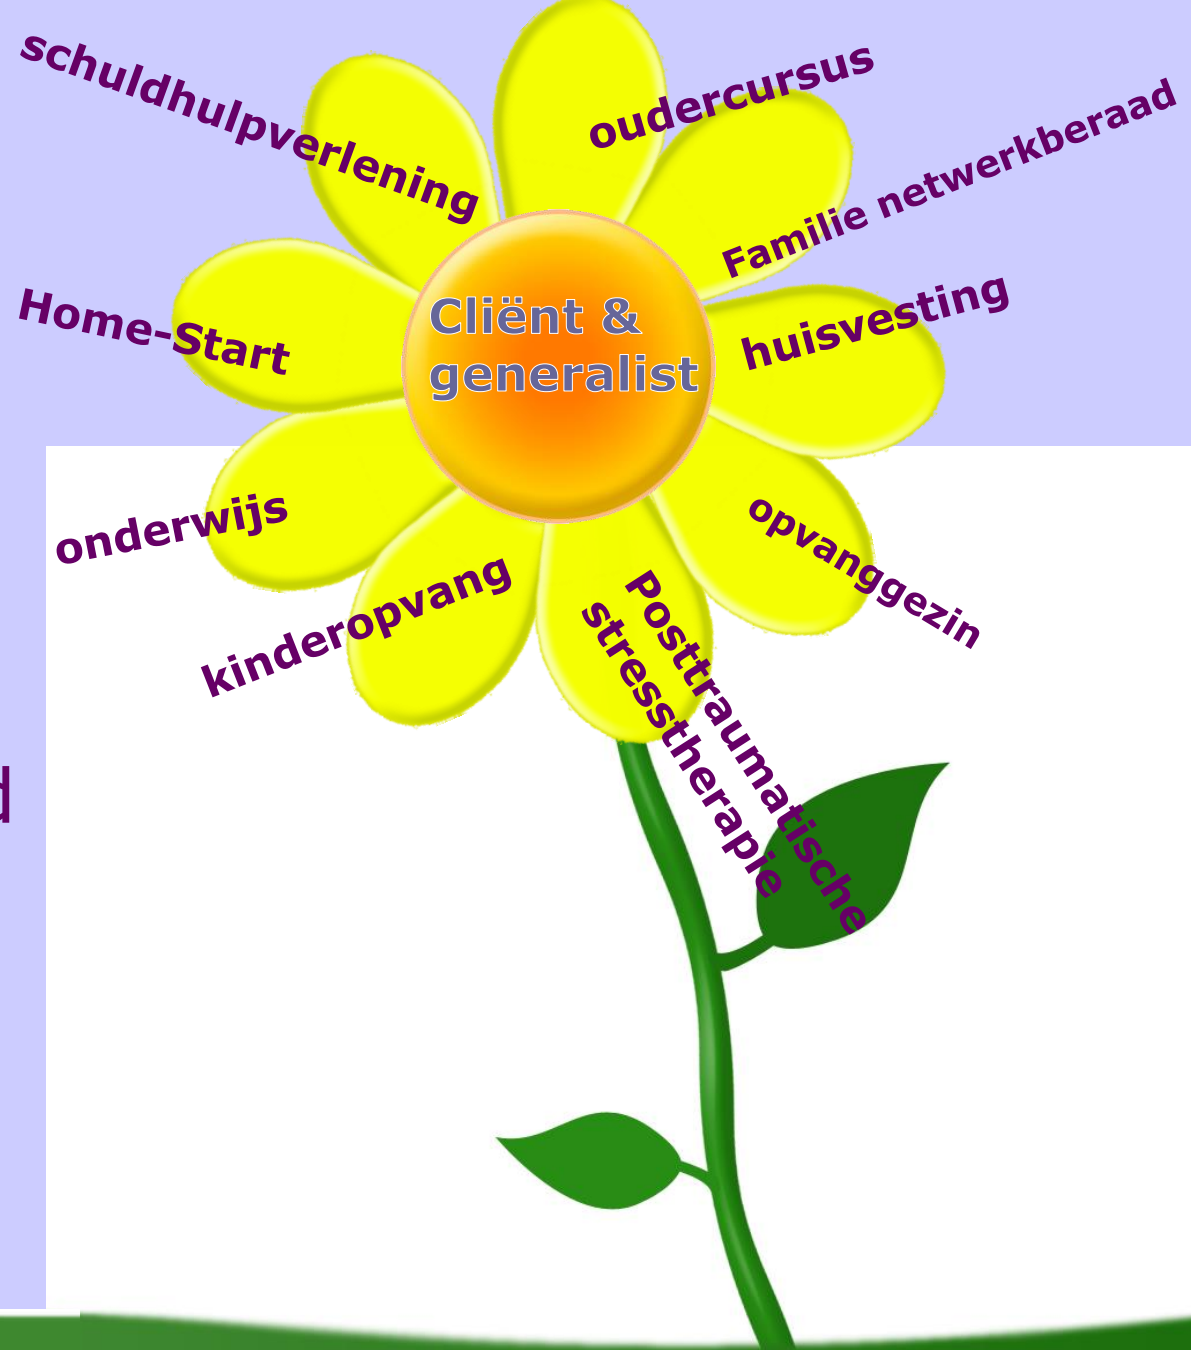 schuldhulpverlening
oudercursus
Familie netwerkberaad
Home-Start
Cliënt &
generalist
huisvesting
onderwijs
opvanggezin
kinderopvang
Posttraumatische
stresstherapie
d